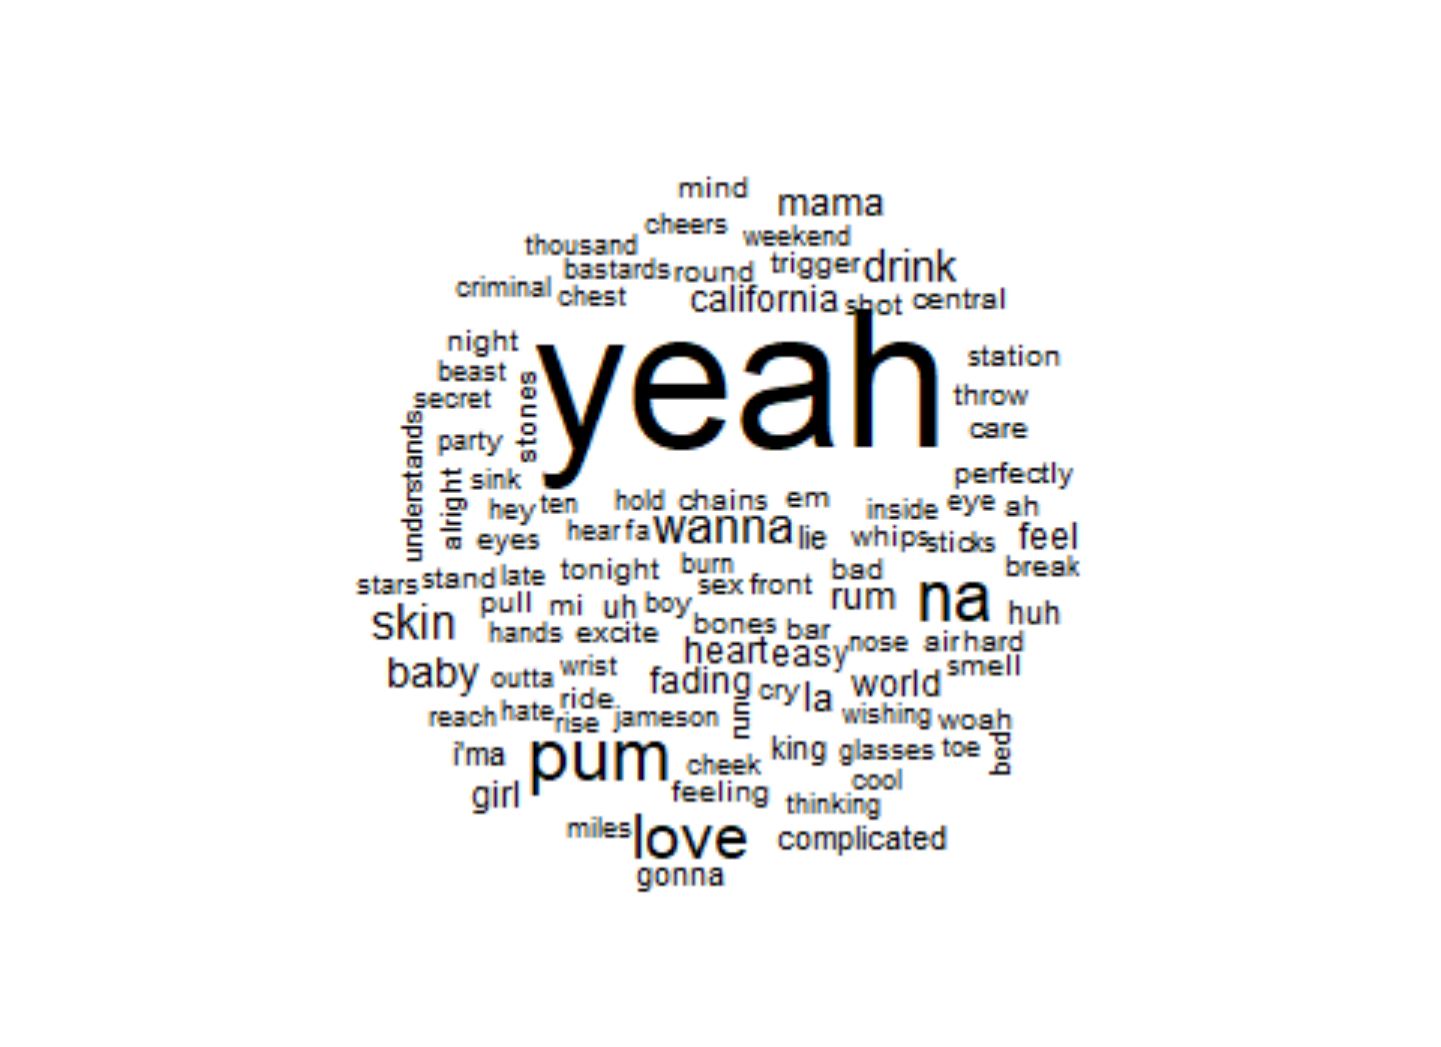 mind
mama
cheers
weekend
thousand
bastards round trigger drink
criminal chest california shot central
night yeah station
beast
secret stones throw
party care
understands
alright sink perfectly
hey ten hold chains em inside eye ah
eyes hear fa wanna lie whips sticks feel
stars stand late tonight burn bad break
sex front
skin pull mi uh boy rum na huh
hands excite bones bar
heart easy nose air hard
baby outta wrist fading cry la world smell
reach hate ride rise jameson run wishing woah
i'ma pum cheek king glasses toe bed
girl feeling thinking cool
miles love complicated
gonna